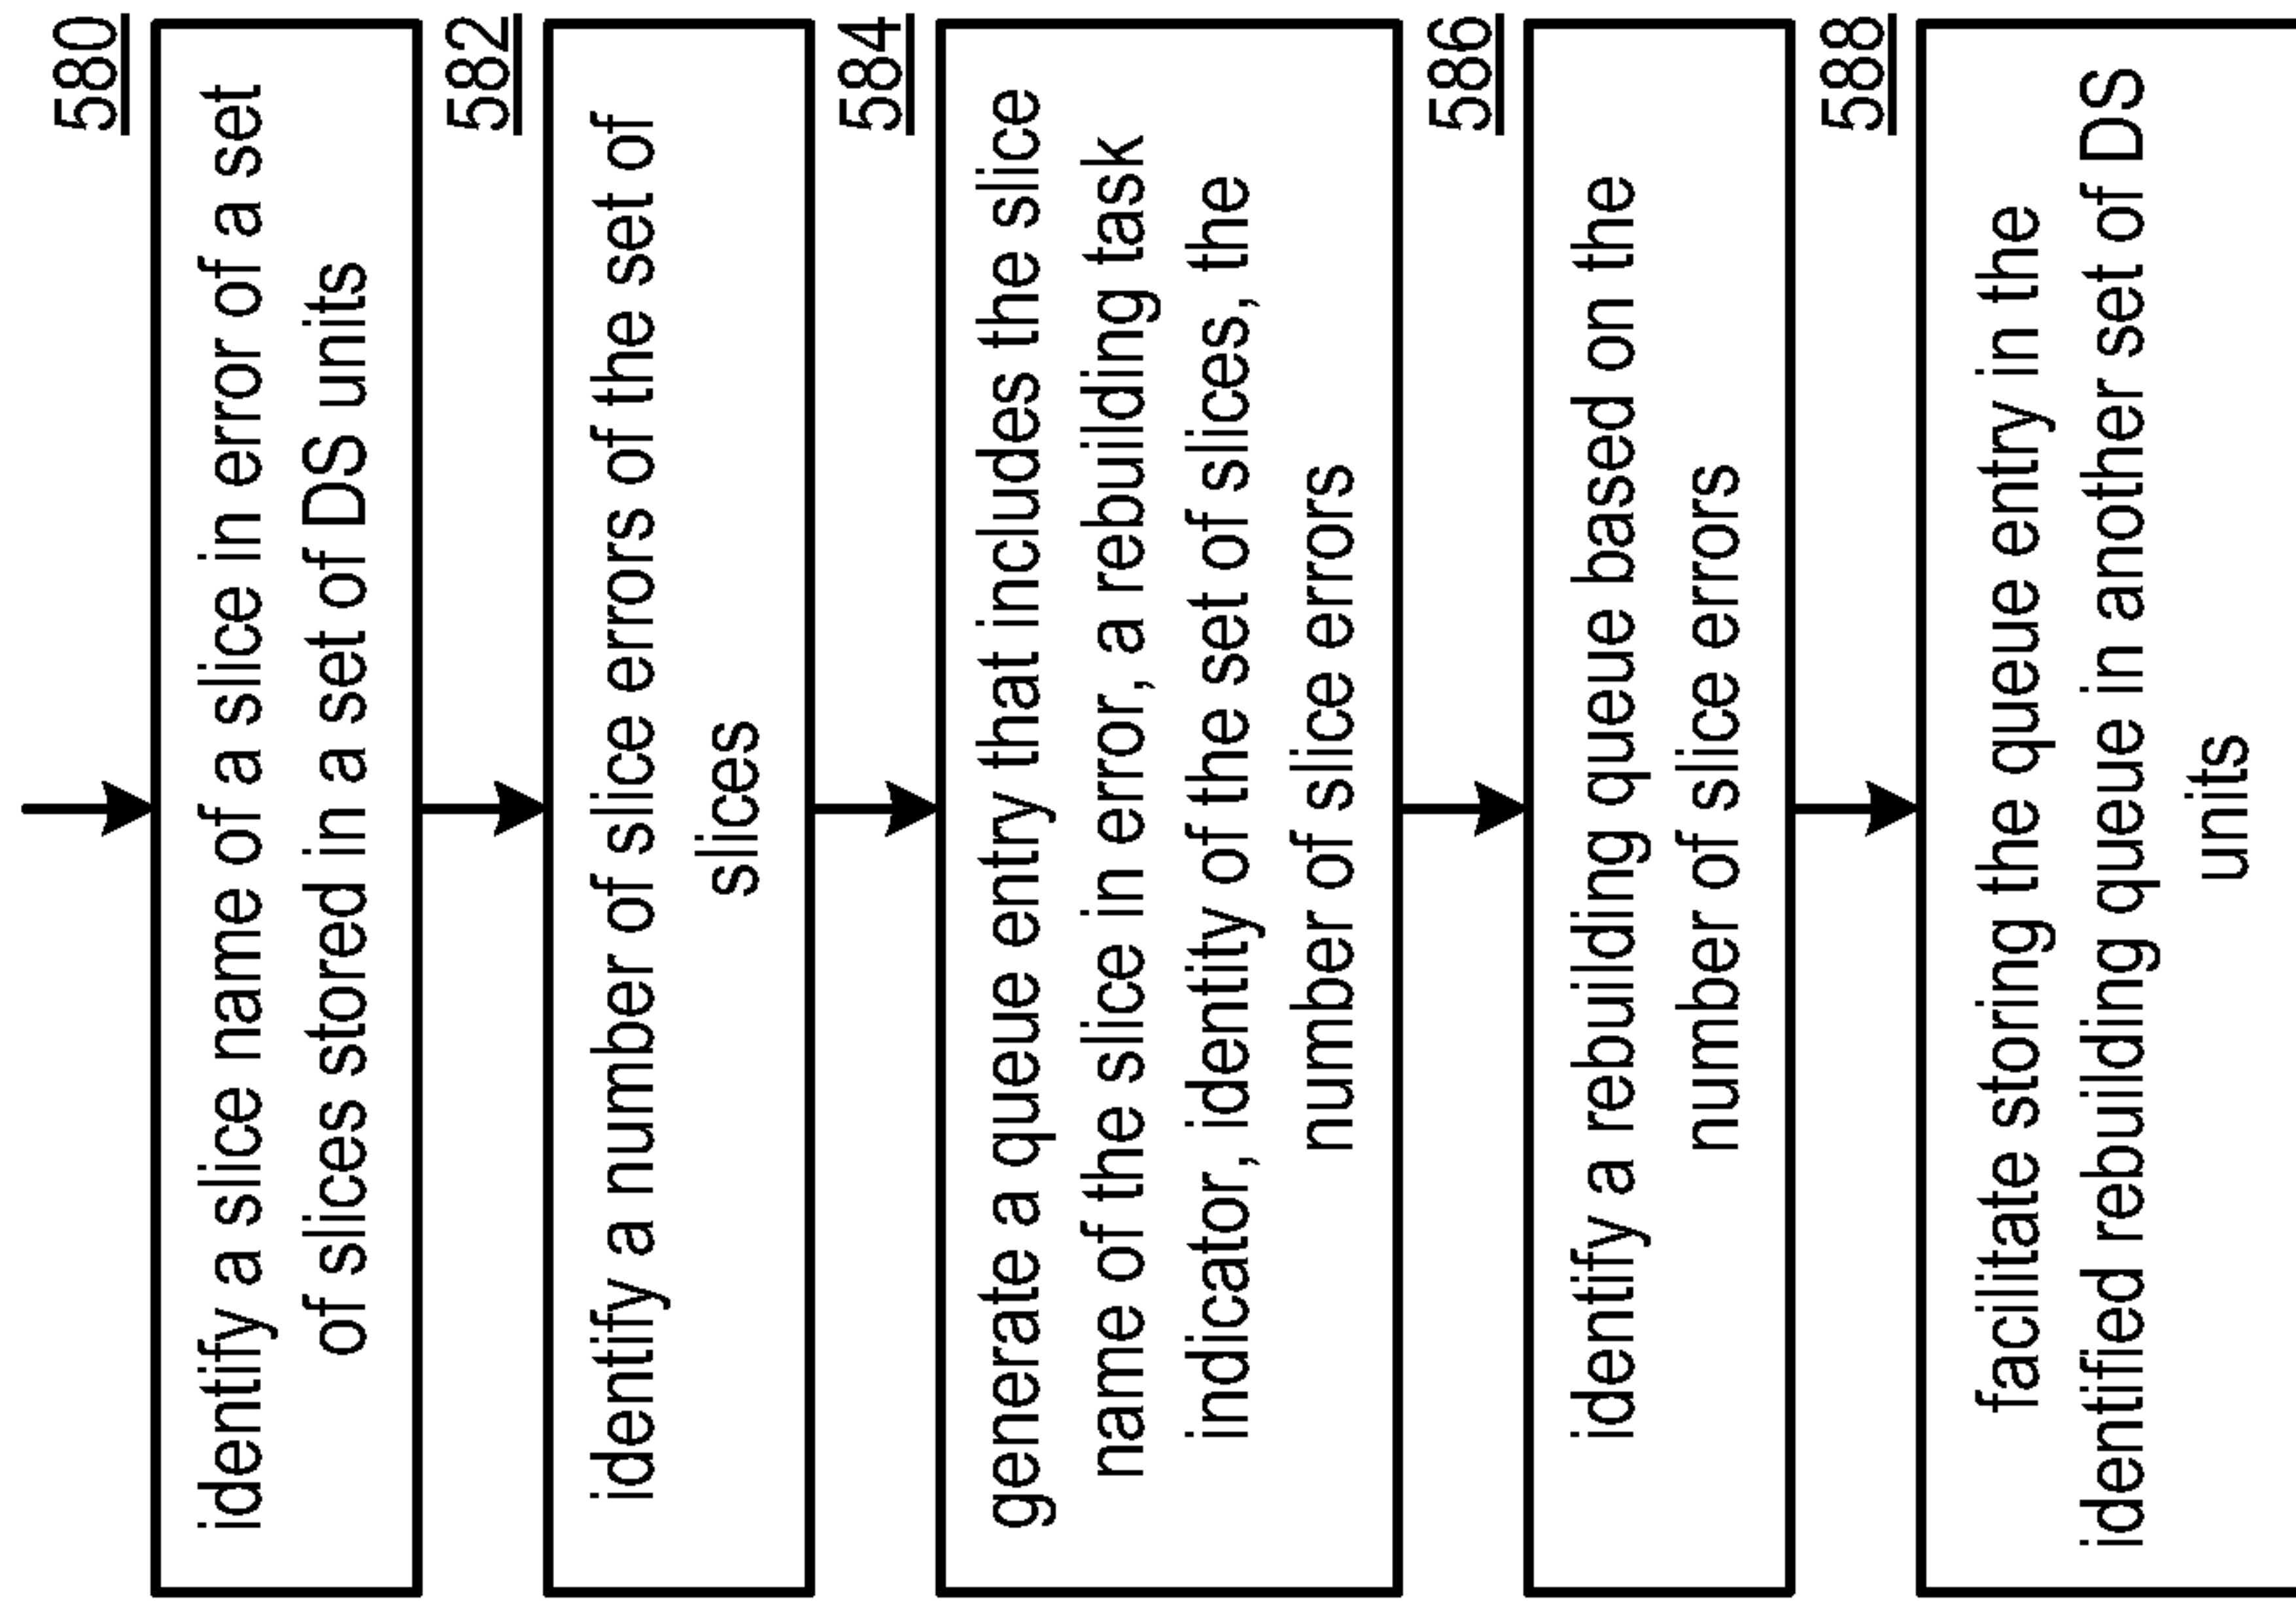 580
identify a slice name of a slice in error of a set
of slices stored in a set of DS units
582
identify a number of slice errors of the set of
slices
584
generate a queue entry that includes the slice
name of the slice in error, a rebuilding task
indicator, identity of the set of slices, the
number of slice errors
586
identify a rebuilding queue based on the
number of slice errors
588
facilitate storing the queue entry in the
identified rebuilding queue in another set of DS
units